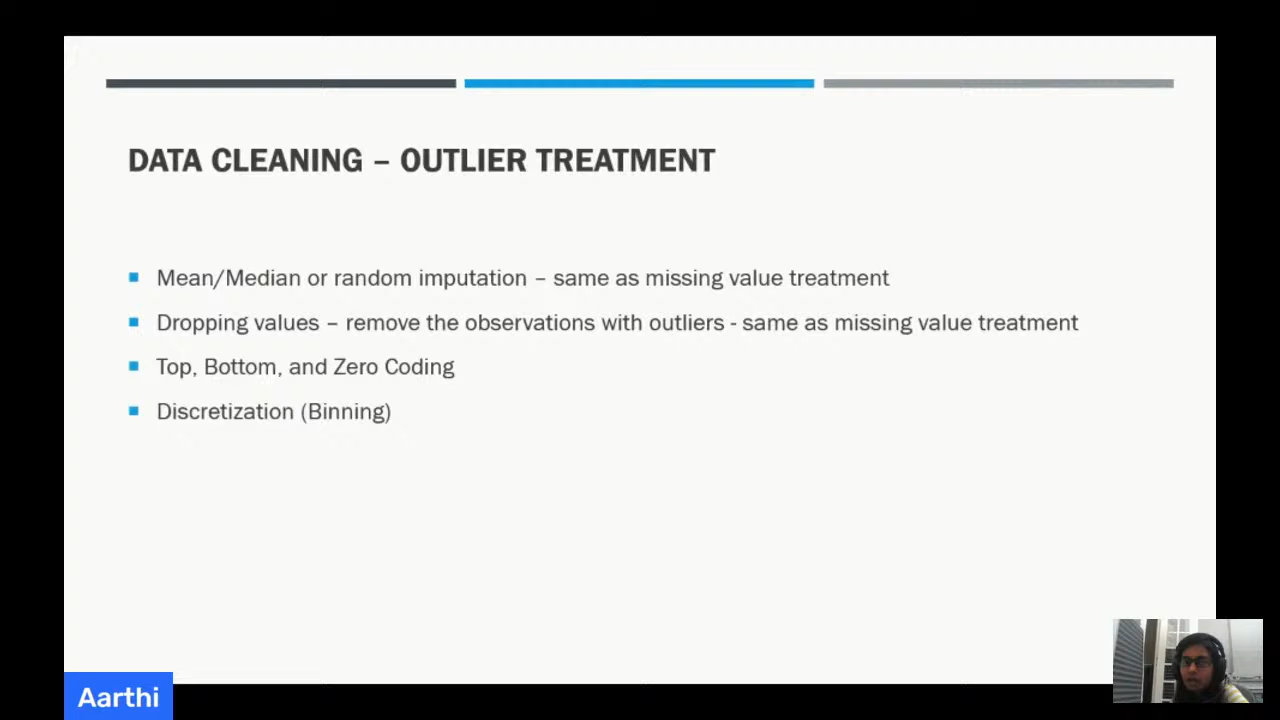 DATA CLEANING – OUTLIER TREATMENT
Mean/Median or random imputation – same as missing value treatment
Dropping values – remove the observations with outliers - same as missing value treatment
Top, Bottom, and Zero Coding
Discretization (Binning)
Aarthi